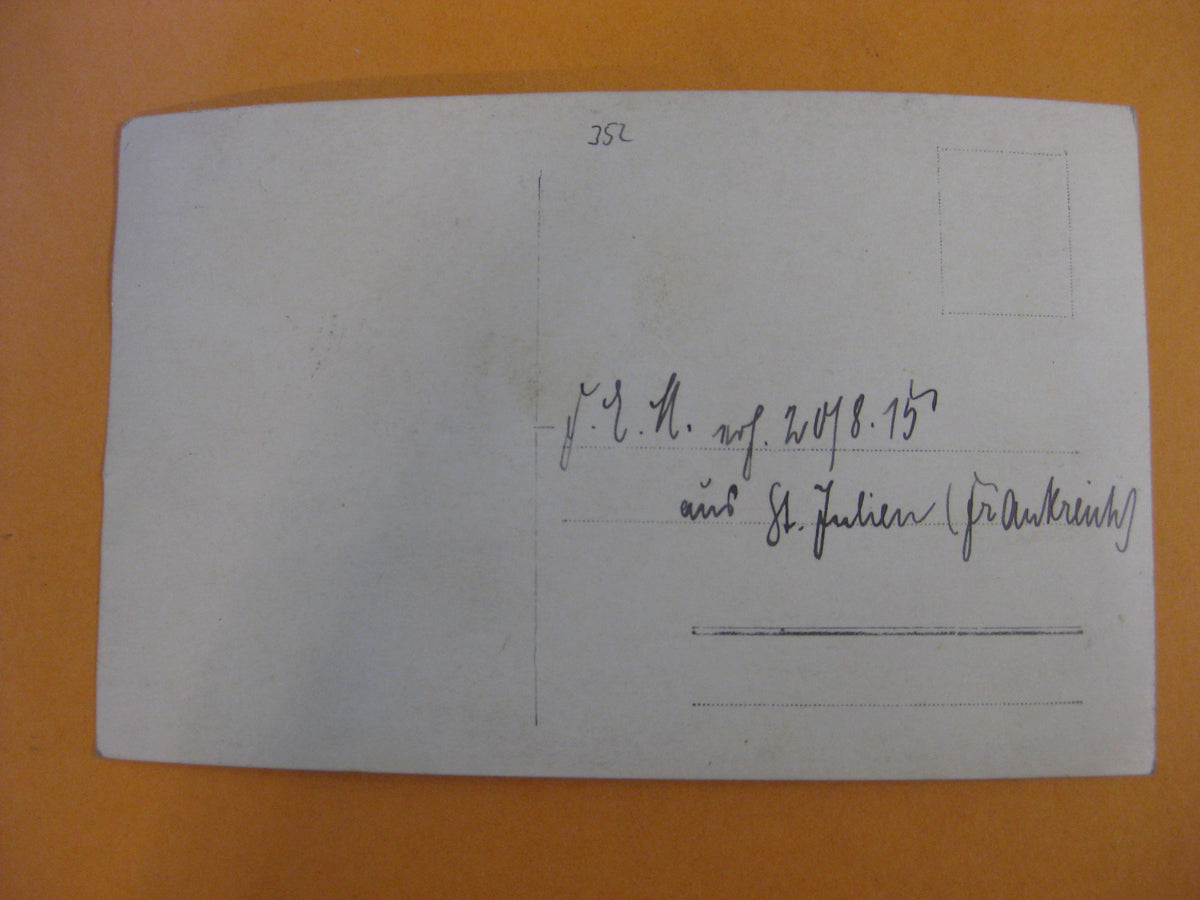 352
erh. 20/8.15
aus St. Julien (Frankreich)